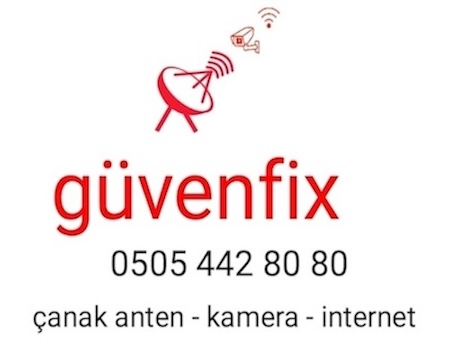 güvenfix
0505 442 80 80
çanak anten - kamera - internet